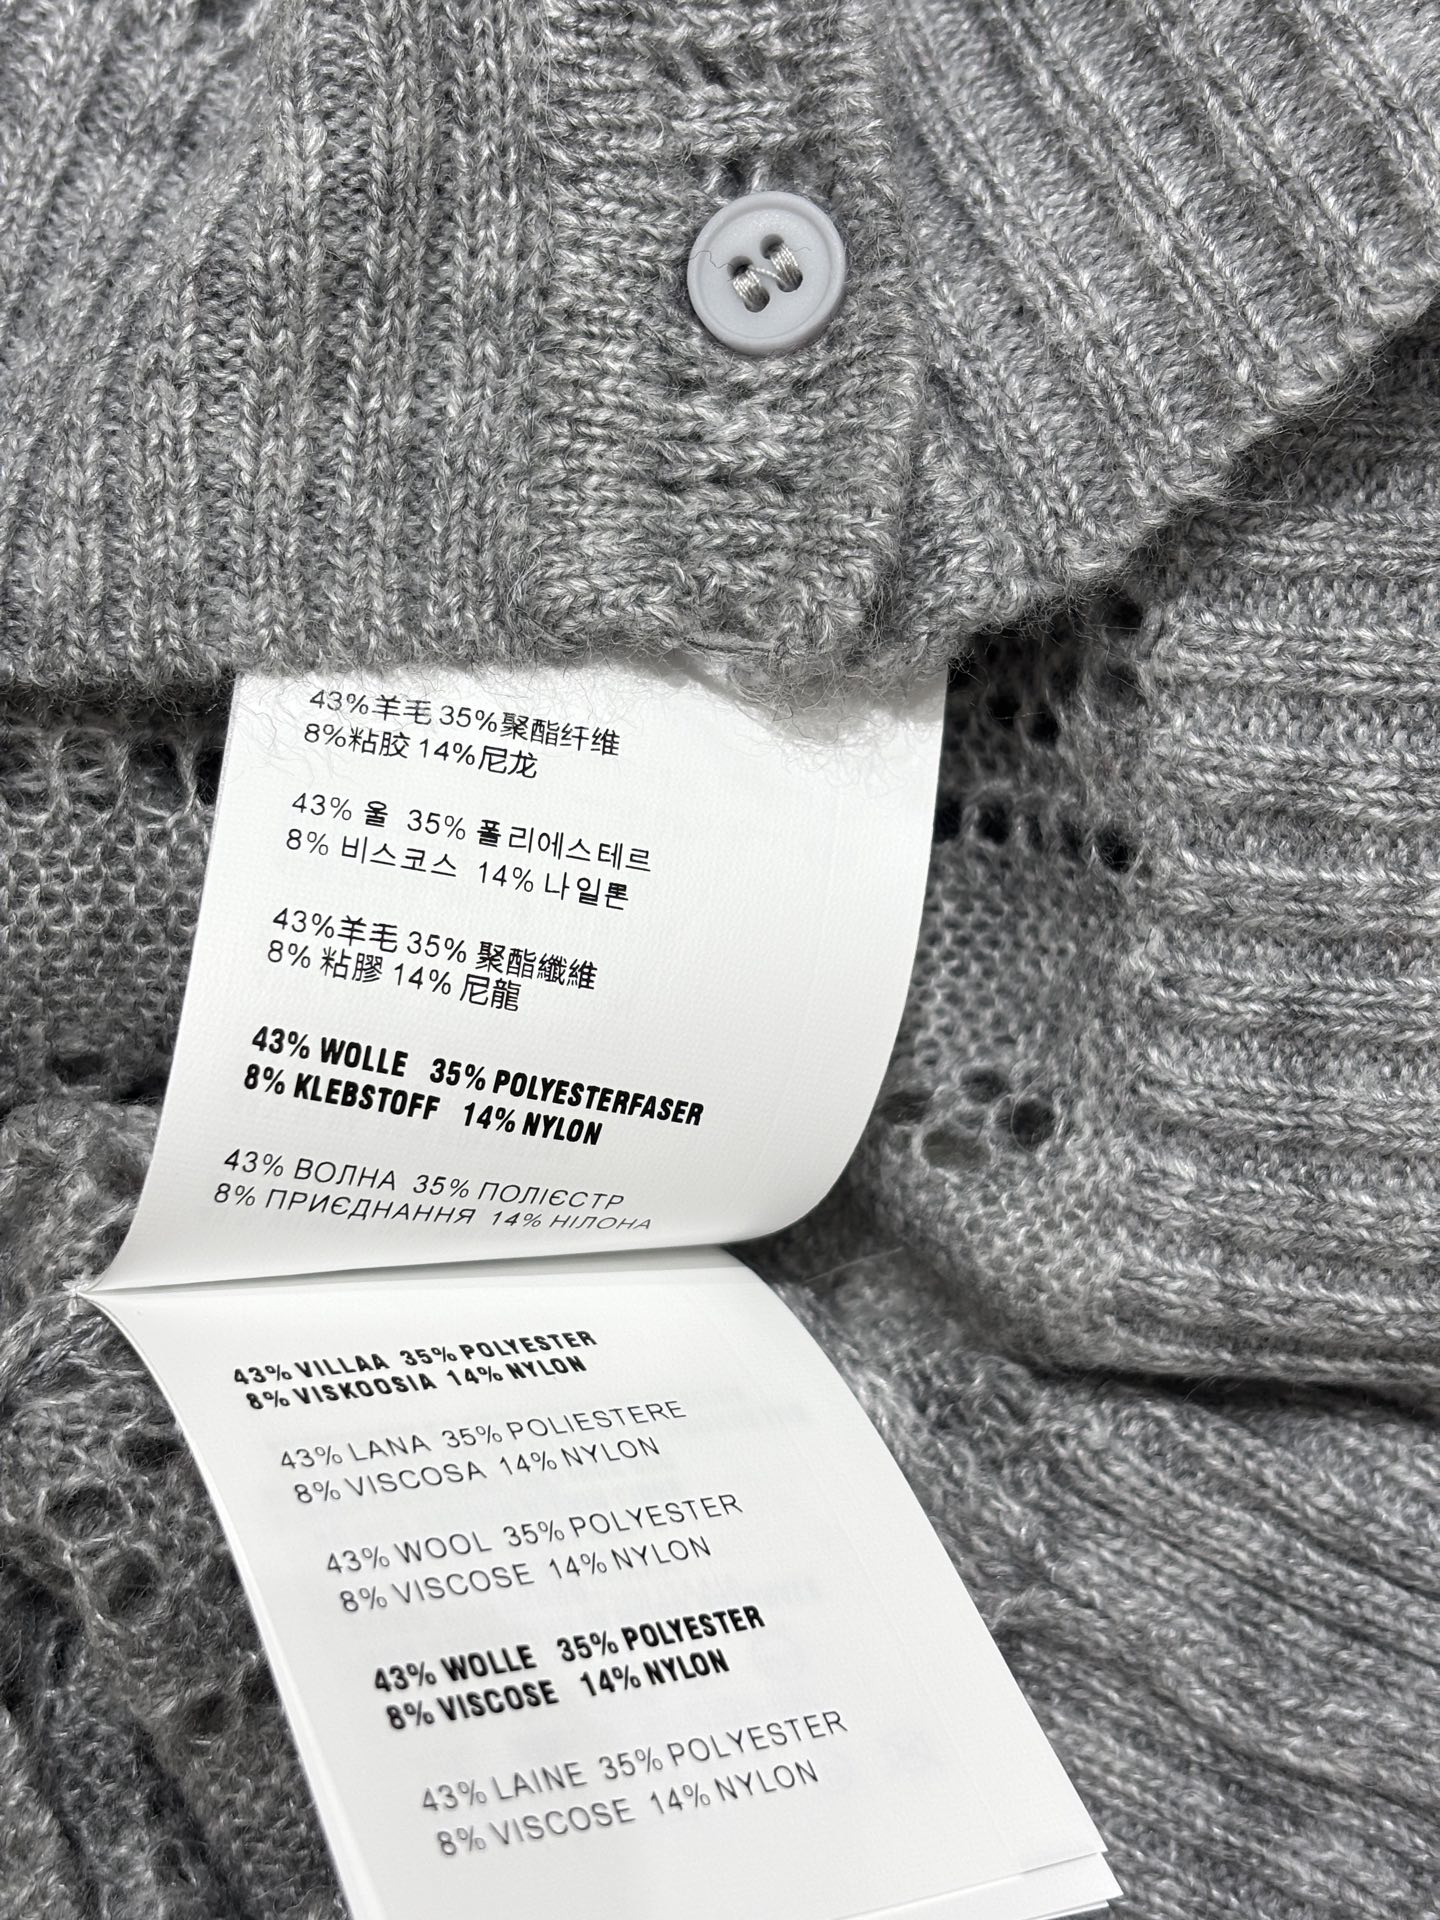 43%羊毛 35%聚酯纤维
8%粘胶 14%尼龙
43% 울 35% 폴리에스테르
8% 비스코스 14% 나일론
43%羊毛 35% 聚酯纖維
8% 粘膠 14% 尼龍
43% WOLLE 35% POLYESTERFASER
8% KLEBSTOFF 14% NYLON
43% ВОЛНА 35% ПОЛІЄСТР
8% ПРИЄДНАННЯ 14% НІЛОНА
43% VILLAA 35% POLYESTER
8% VISKOOSIA 14% NYLON
43% LANA 35% POLIESTERE
8% VISCOSA 14% NYLON
43% WOOL 35% POLYESTER
8% VISCOSE 14% NYLON
43% WOLLE 35% POLYESTER
8% VISCOSE 14% NYLON
43% LAINE 35% POLYESTER
8% VISCOSE 14% NYLON